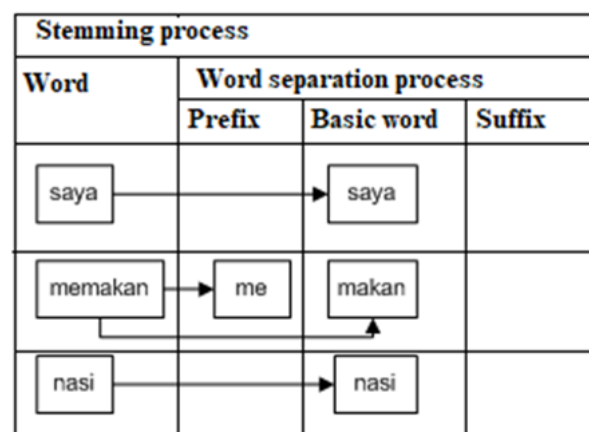 Stemming process
Word
Word separation process
Prefix
Basic word
Suffix
saya
saya
memakan
me
makan
nasi
nasi